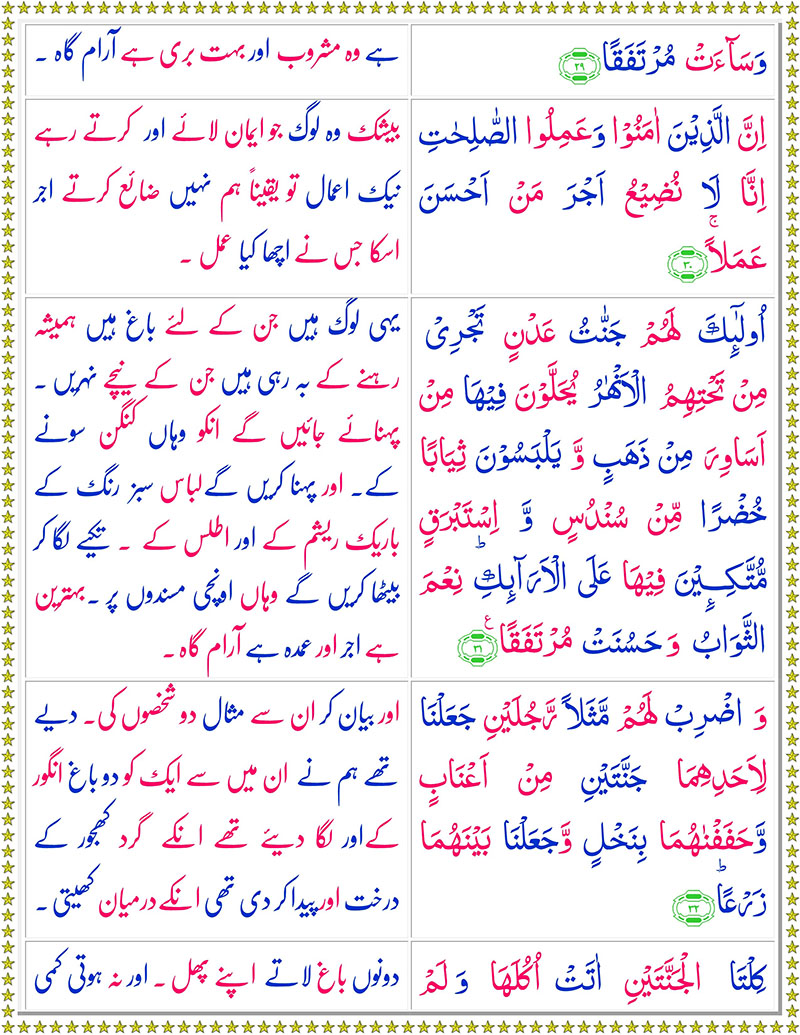 وَسَآءَتۡ مُرۡتَفَقًا ﴿۲۹﴾
ہے وہ مشروب اور بہت بری ہے آرام گاہ ۔
اِنَّ الَّذِيۡنَ اٰمَنُوۡا وَعَمِلُوا الصّٰلِحٰتِ
اِنَّا لَا نُضِيۡعُ اَجۡرَ مَنۡ اَحۡسَنَ
عَمَلًاۚ ﴿۳۰﴾
بیشک وہ لوگ جو ایمان لائے اور کرتے رہے
نیک اعمال تو یقیناً ہم نہیں ضائع کرتے اجر
اسکا جس نے اچھا کیا عمل ۔
اُولٰٓٮِٕكَ لَهُمۡ جَنّٰتُ عَدۡنٍ تَجۡرِىۡ
مِنۡ تَحۡتِهِمُ الۡاَنۡهٰرُ يُحَلَّوۡنَ فِيۡهَا مِنۡ
اَسَاوِرَ مِنۡ ذَهَبٍ وَّ يَلۡبَسُوۡنَ ثِيَابًا
خُضۡرًا مِّنۡ سُنۡدُسٍ وَّ اِسۡتَبۡرَقٍ
مُّتَّكِـــِٕيۡنَ فِيۡهَا عَلَى الۡاَرَآٮِٕكِ‌ؕ نِعۡمَ
الثَّوَابُ وَحَسُنَتۡ مُرۡتَفَقًا ﴿۳۱﴾ ع
یہی لوگ ہیں جن کے لئے باغ ہیں ہمیشہ
رہنے کے بہ رہی ہیں جن کے نیچے نہریں ۔
پہنائے جائیں گے انکو وہاں کنگن سونے
کے۔ اور پہنا کریں گے لباس سبز رنگ کے
باریک ریشم کے اور اطلس کے ۔ تکیے لگا کر
بیٹھا کریں گے وہاں اونچی مسندوں پر ۔ بہترین
ہے اجر اور عمدہ ہے آرام گاہ ۔
وَ اضۡرِبۡ لَهُمۡ مَّثَلًا رَّجُلَيۡنِ جَعَلۡنَا
لِاَحَدِهِمَا جَنَّتَيۡنِ مِنۡ اَعۡنَابٍ
وَّحَفَفۡنٰهُمَا بِنَخۡلٍ وَّجَعَلۡنَا بَيۡنَهُمَا
زَرۡعًا ؕ ﴿۳۲﴾
اور بیان کر ان سے مثال دو شخصوں کی۔ دیے
تھے ہم نے ان میں سے ایک کو دو باغ انگور
کے اور لگا دیئے تھے انکے گرد کھجور کے
درخت اور پیدا کر دی تھی انکے درمیان کھیتی ۔
كِلۡتَا الۡجَـنَّتَيۡنِ اٰتَتۡ اُكُلَهَا وَلَمۡ
دونوں باغ لاتے اپنے پھل ۔ اور نہ ہوتی کمی